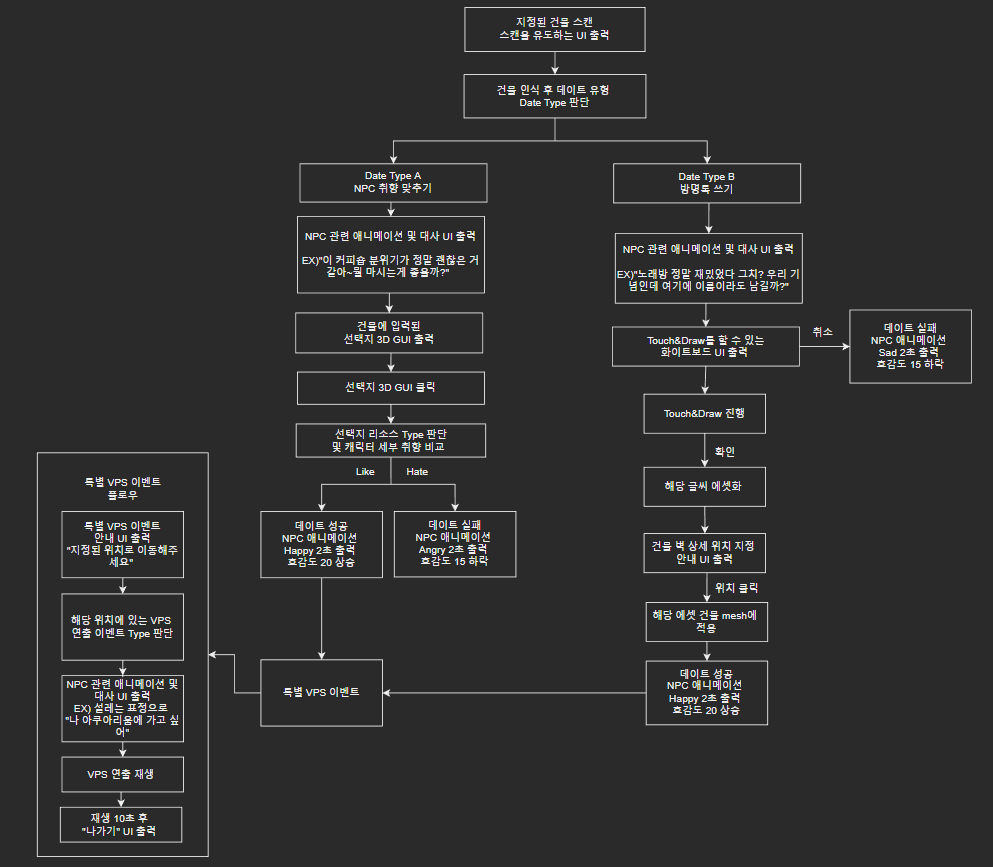 지정된 건물 스캔
스캔을 유도하는 UI 출력
건물 인식 후 데이트 유형
Date Type 판단
Date Type A
NPC 취향 맞추기
NPC 관련 애니메이션 및 대사 UI 출력
EX)"이 커피숍 분위기가 정말 괜찮은 거
같아~뭘 마시는게 좋을까?"
건물에 입력된
선택지 3D GUI 출력
선택지 3D GUI 클릭
선택지 리소스 Type 판단
및 캐릭터 세부 취향 비교
Like
Hate
데이트 성공
NPC 애니메이션
Happy 2초 출력
호감도 20 상승
데이트 실패
NPC 애니메이션
Angry 2초 출력
호감도 15 하락
Date Type B
방명록 쓰기
NPC 관련 애니메이션 및 대사 UI 출력
EX)"노래방 정말 재밌었다 그치? 우리 기
념인데 여기에 이름이라도 남길까?"
Touch&Draw를 할 수 있는
화이트보드 UI 출력
취소
데이트 실패
NPC 애니메이션
Sad 2초 출력
호감도 15 하락
Touch&Draw 진행
확인
해당 글씨 에셋화
건물 벽 상세 위치 지정
안내 UI 출력
위치 클릭
해당 에셋 건물 mesh에
적용
데이트 성공
NPC 애니메이션
Happy 2초 출력
호감도 20 상승
특별 VPS 이벤트
특별 VPS 이벤트
플로우
특별 VPS 이벤트
안내 UI 출력
"지정된 위치로 이동해주
세요"
해당 위치에 있는 VPS
연출 이벤트 Type 판단
NPC 관련 애니메이션 및
대사 UI 출력
EX) 설레는 표정으로
"나 아쿠아리움에 가고 싶
어"
VPS 연출 재생
재생 10초 후
"나가기" UI 출력